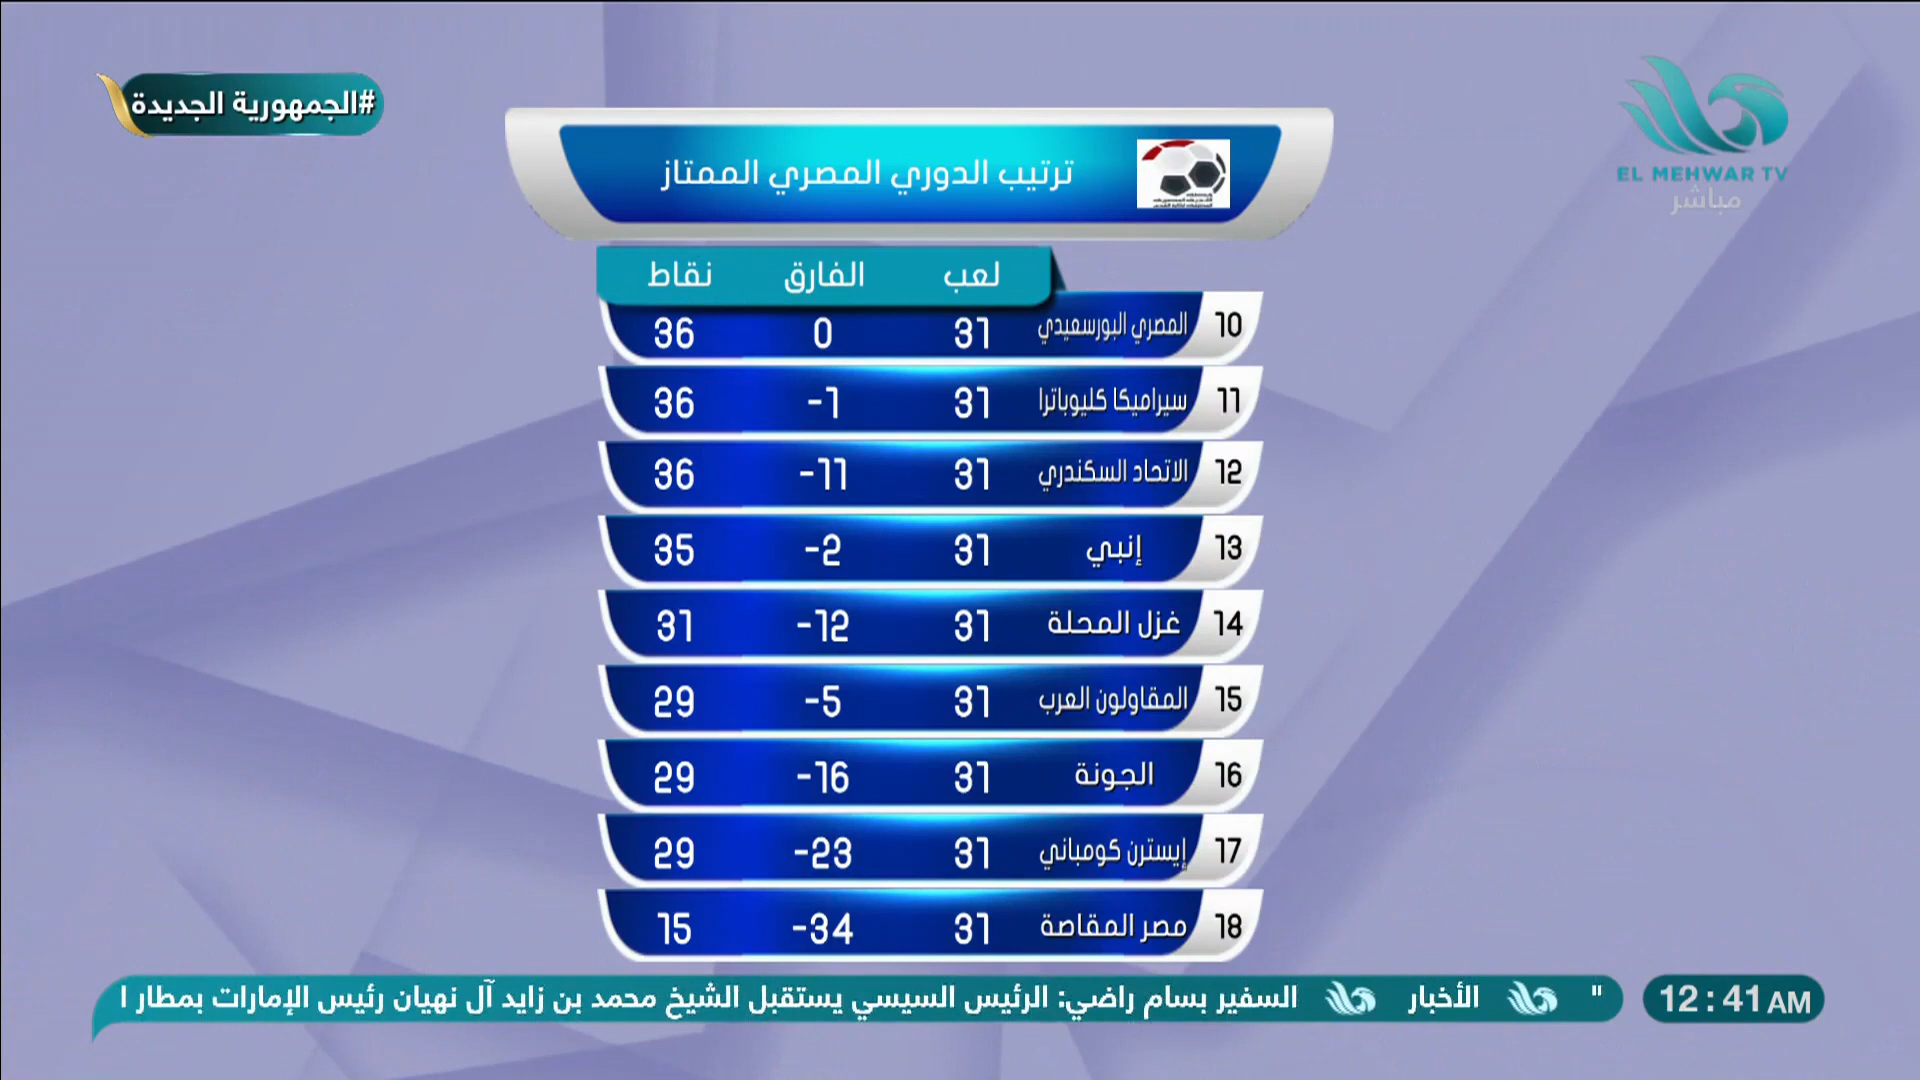 #الجمهورية الجديدة
EL MEHWAR TV
مباشر
ترتيب الدوري المصري الممتاز
لعب الفارق نقاط
10 المصري البورسعيدي 31 0 36
11 سيراميكا كليوباترا 31 -1 36
12 الاتحاد السكندري 31 -11 36
13 إنبي 31 -2 35
14 غزل المحلة 31 -12 31
15 المقاولون العرب 31 -5 29
16 الجونة 31 -16 29
17 إيسترن كومباني 31 -23 29
18 مصر المقاصة 31 -34 15
" الأخبار السفير بسام راضي: الرئيس السيسي يستقبل الشيخ محمد بن زايد آل نهيان رئيس الإمارات بمطار ا
12:41 AM